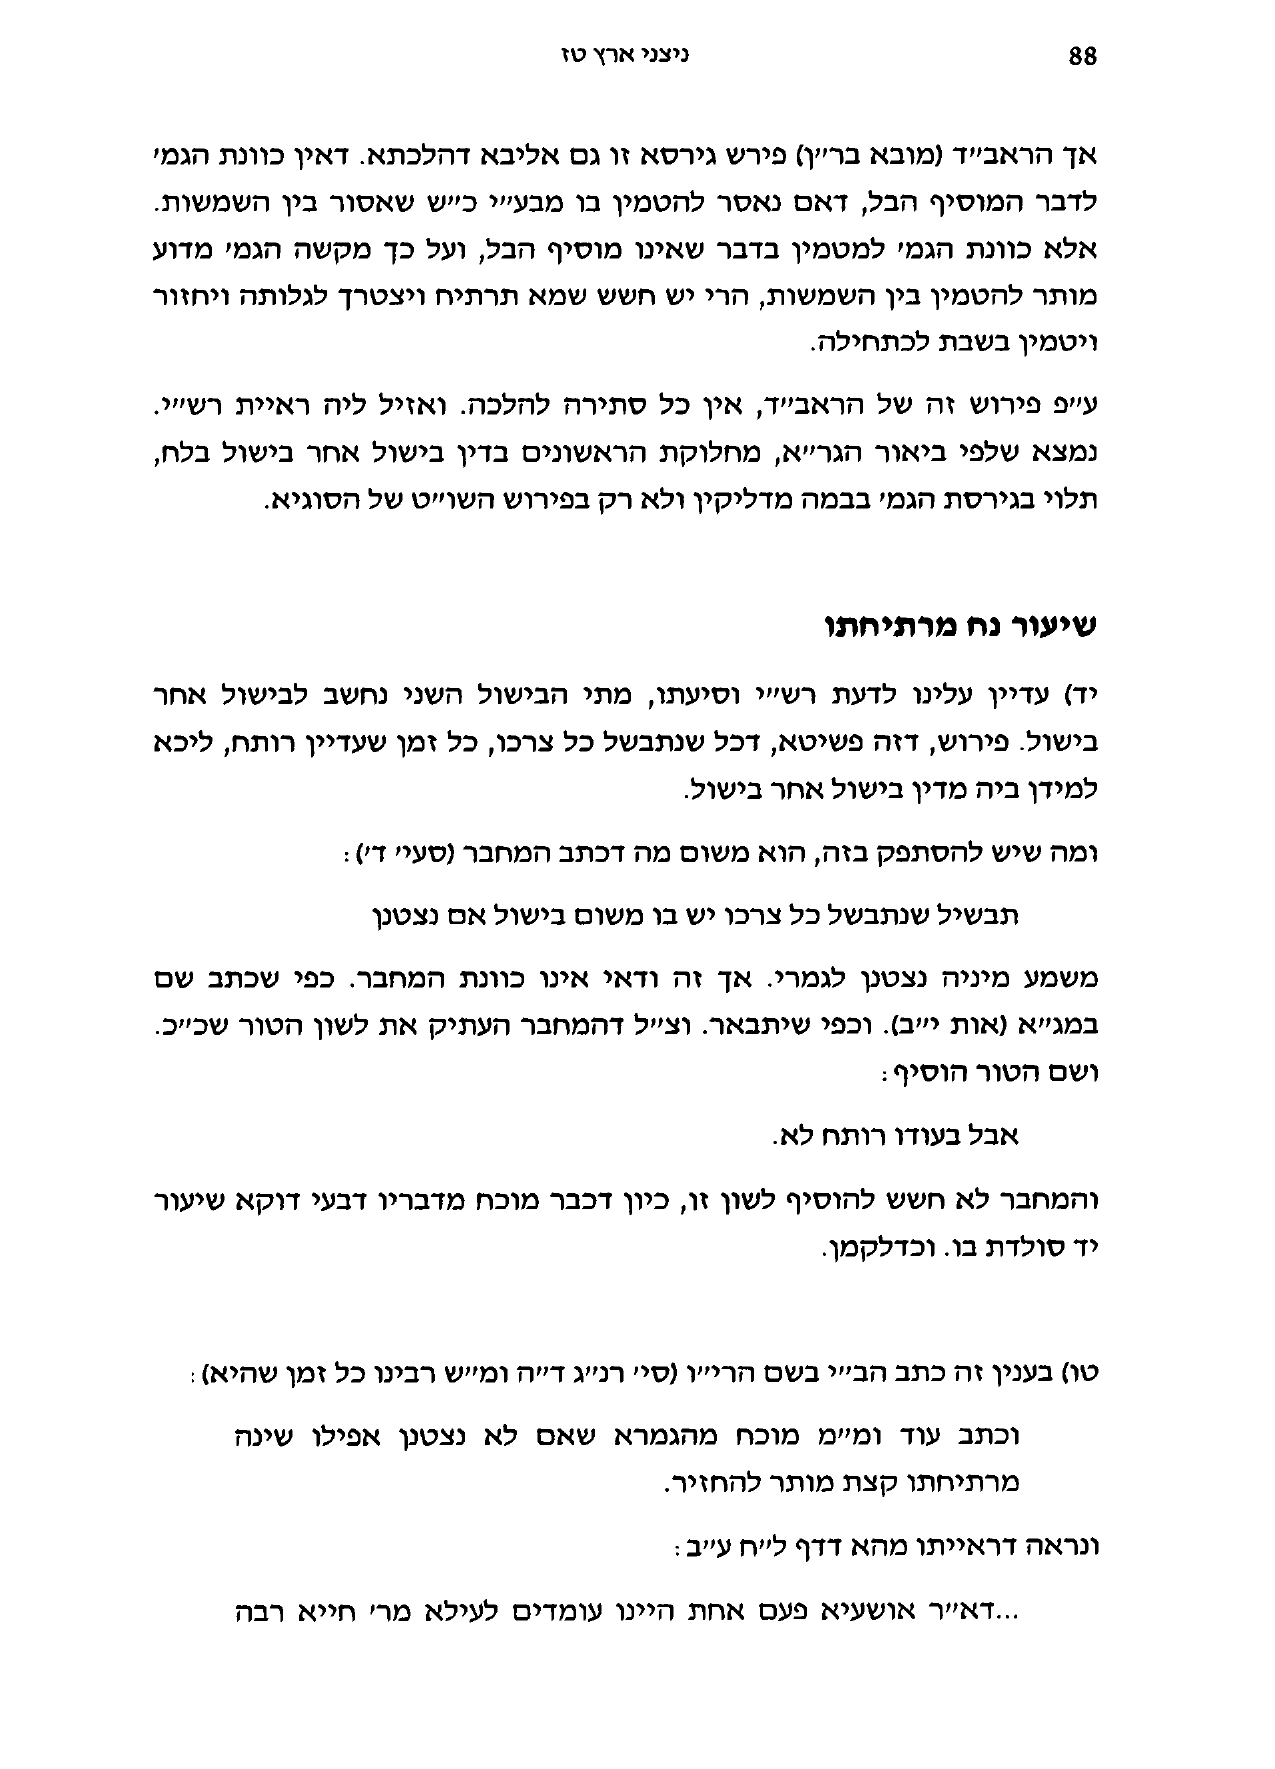 88 ניצני ארץ טז
אך הראב״ד (מובא בר״ן) פירש גירסא זו גם אליבא דהלכתא. דאין כוונת הגמ׳
לדבר המוסיף הבל, דאם נאסר להטמין בו מבע״י כ״ש שאסור בין השמשות.
אלא כוונת הגמ׳ למטמין בדבר שאינו מוסיף הבל, ועל כך מקשה הגמ׳ מדוע
מותר להטמין בין השמשות, הרי יש חשש שמא תרתיח ויצטרך לגלותה ויחזור
ויטמין בשבת לכתחילה.
ע״פ פירוש זה של הראב״ד, אין כל סתירה להלכה. ואזיל ליה ראיית רש״י.
נמצא שלפי ביאור הגר״א, מחלוקת הראשונים בדין בישול אחר בישול בלח,
תלוי בגירסת הגמ׳ בבמה מדליקין ולא רק בפירוש השו״ט של הסוגיא.
שיעור נח מרתיחתו
יד) עדיין עלינו לדעת רש״י וסיעתו, מתי הבישול השני נחשב לבישול אחר
בישול. פירוש, דזה פשיטא, דכל שנתבשל כל צרכו, כל זמן שעדיין רותח, ליכא
למידן ביה מדין בישול אחר בישול.
ומה שיש להסתפק בזה, הוא משום מה דכתב המחבר (סעי׳ ד׳):
תבשיל שנתבשל כל צרכו יש בו משום בישול אם נצטנן
משמע מיניה נצטנן לגמרי. אך זה ודאי אינו כוונת המחבר. כפי שכתב שם
במג״א (אות י״ב). וכפי שיתבאר. וצ״ל דהמחבר העתיק את לשון הטור שכ״כ.
ושם הטור הוסיף:
אבל בעודו רותח לא.
והמחבר לא חשש להוסיף לשון זו, כיון דכבר מוכח מדבריו דבעי דוקא שיעור
יד סולדת בו. וכדלקמן.
טו) בענין זה כתב הב״י בשם הרי״ו (סי׳ רנ״ג ד״ה ומ״ש רבינו כל זמן שהיא):
וכתב עוד ומ״מ מוכח מהגמרא שאם לא נצטנן אפילו שינה
מרתיחתו קצת מותר להחזיר.
ונראה דראייתו מהא דדף ל״ח ע״ב:
...דא״ר אושעיא פעם אחת היינו עומדים לעילא מר׳ חייא רבה